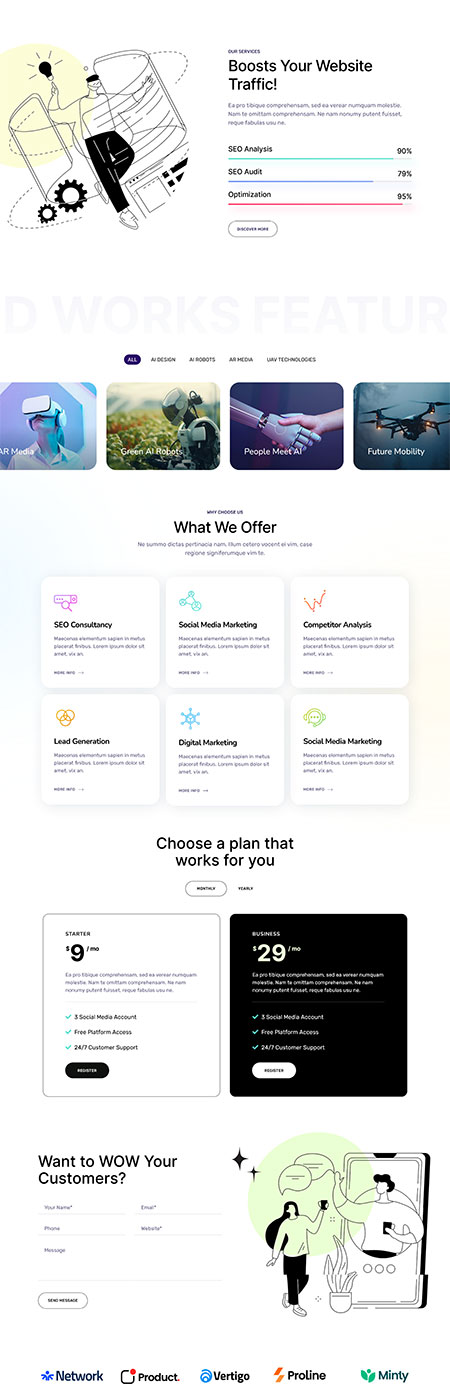 OUR SERVICES
Boosts Your Website
Traffic!
Ea pro tibique comprehensam, sed ea verear numquam molestie.
Nam te omittam comprehensam. Ne nam nonumy putent fuisset,
reque fabulas usu ne.
SEO Analysis 90%
SEO Audit 79%
Optimization 95%
DISCOVER MORE
D WORKS FEATUR
ALL AI DESIGN AI ROBOTS AR MEDIA UAV TECHNOLOGIES
AR Media Green AI Robots People Meet AI Future Mobility
WHY CHOOSE US
What We Offer
Ne summo dictas pertinacia nam. Illum cetero vocent ei vim, case
regione signiferumque vim te.
SEO Consultancy
Maecenas elementum sapien in metus
placerat finibus. Lorem ipsum dolor sit
amet, vix an.
MORE INFO
Social Media Marketing
Maecenas elementum sapien in metus
placerat finibus. Lorem ipsum dolor sit
amet, vix an.
MORE INFO
Competitor Analysis
Maecenas elementum sapien in metus
placerat finibus. Lorem ipsum dolor sit
amet, vix an.
MORE INFO
Lead Generation
Maecenas elementum sapien in metus
placerat finibus. Lorem ipsum dolor sit
amet, vix an.
MORE INFO
Digital Marketing
Maecenas elementum sapien in metus
placerat finibus. Lorem ipsum dolor sit
amet, vix an.
MORE INFO
Social Media Marketing
Maecenas elementum sapien in metus
placerat finibus. Lorem ipsum dolor sit
amet, vix an.
MORE INFO
Choose a plan that
works for you
MONTHLY YEARLY
STARTER
$9 / mo
Ea pro tibique comprehensam, sed ea verear numquam
molestie. Nam te omittam comprehensam. Ne nam
nonumy putent fuisset, reque fabulas usu ne.
3 Social Media Account
Free Platform Access
24/7 Customer Support
REGISTER
BUSINESS
$29 / mo
Ea pro tibique comprehensam, sed ea verear numquam
molestie. Nam te omittam comprehensam. Ne nam
nonumy putent fuisset, reque fabulas usu ne.
3 Social Media Account
Free Platform Access
24/7 Customer Support
REGISTER
Want to WOW Your
Customers?
Your Name* Email*
Phone Website*
Message
SEND MESSAGE
Network Product. Vertigo Proline Minty